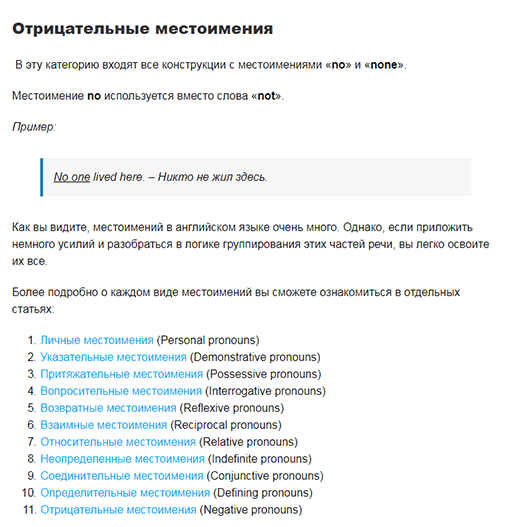 Отрицательные местоимения
В эту категорию входят все конструкции с местоимениями «no» и «none».
Местоимение no используется вместо слова «not».
Пример:
No one lived here. – Никто не жил здесь.
Как вы видите, местоимений в английском языке очень много. Однако, если приложить
немного усилий и разобраться в логике группирования этих частей речи, вы легко освоите
их все.
Более подробно о каждом виде местоимений вы сможете ознакомиться в отдельных
статьях:
1. Личные местоимения (Personal pronouns)
2. Указательные местоимения (Demonstrative pronouns)
3. Притяжательные местоимения (Possessive pronouns)
4. Вопросительные местоимения (Interrogative pronouns)
5. Возвратные местоимения (Reflexive pronouns)
6. Взаимные местоимения (Reciprocal pronouns)
7. Относительные местоимения (Relative pronouns)
8. Неопределенные местоимения (Indefinite pronouns)
9. Соединительные местоимения (Conjunctive pronouns)
10. Определительные местоимения (Defining pronouns)
11. Отрицательные местоимения (Negative pronouns)